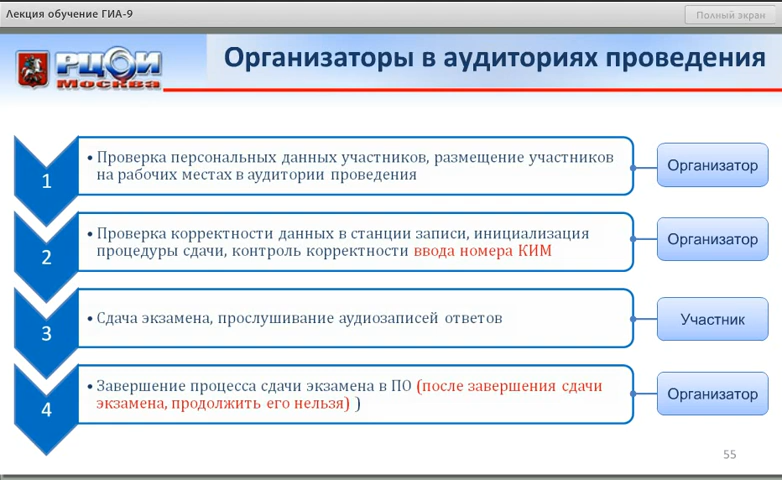 Лекция обучение ГИА-9
Полный экран
РЦОИ
Москва
Организаторы в аудиториях проведения
1
• Проверка персональных данных участников, размещение участников
на рабочих местах в аудитории проведения
Организатор
2
• Проверка корректности данных в станции записи, инициализация
процедуры сдачи, контроль корректности ввода номера КИМ
Организатор
3
• Сдача экзамена, прослушивание аудиозаписей ответов
Участник
4
• Завершение процесса сдачи экзамена в ПО (после завершения сдачи
экзамена, продолжить его нельзя) )
Организатор
55